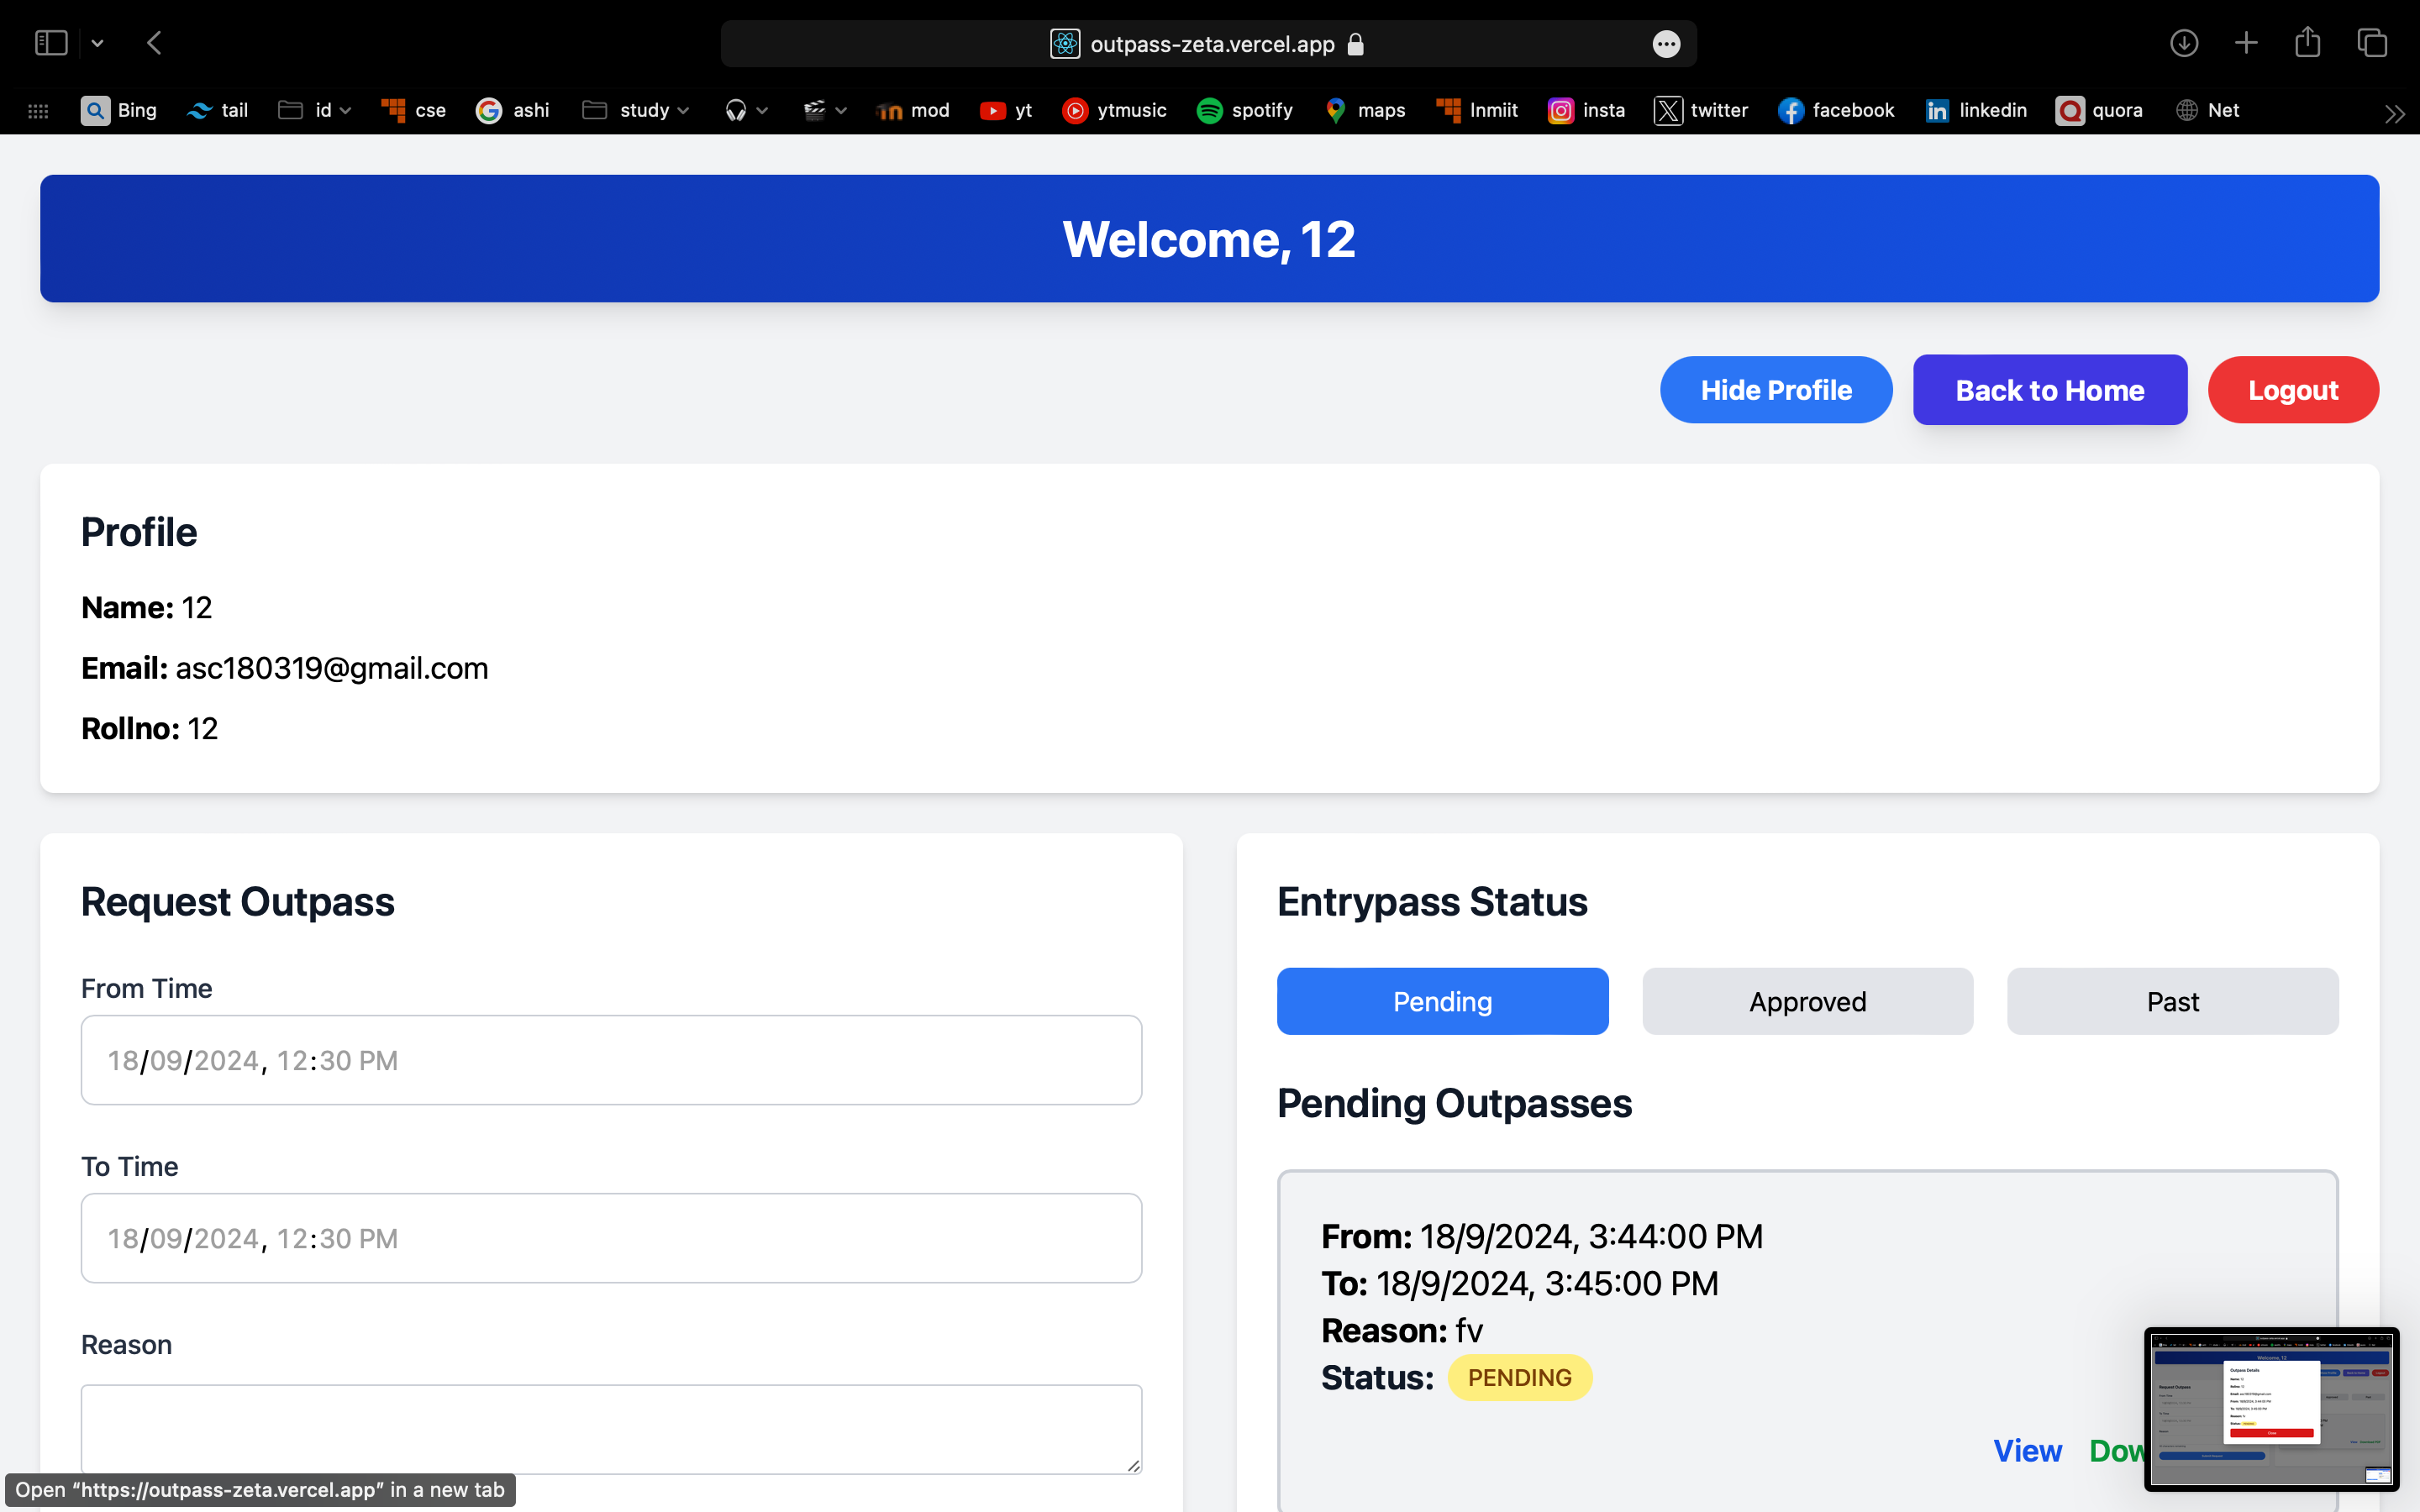 outpass-zeta.vercel.app
Bing tail id cse ashi study mod yt ytmusic spotify maps lnmiit insta twitter facebook linkedin quora Net
Welcome, 12
Hide Profile Back to Home Logout
Profile
Name: 12
Email: asc180319@gmail.com
Rollno: 12
Request Outpass
From Time
18/09/2024, 12:30 PM
To Time
18/09/2024, 12:30 PM
Reason
Entrypass Status
Pending Approved Past
Pending Outpasses
From: 18/9/2024, 3:44:00 PM
To: 18/9/2024, 3:45:00 PM
Reason: fv
Status: PENDING
View Dow
Welcome, 12
Outpass Details
Close
Open “https://outpass-zeta.vercel.app” in a new tab